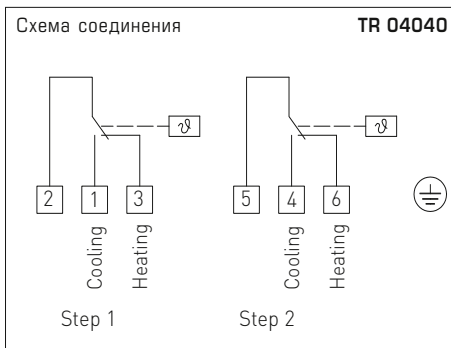 Схема соединения
TR 04040
ϑ
ϑ
2
1
3
5
4
6
Cooling
Heating
Cooling
Heating
Step 1
Step 2